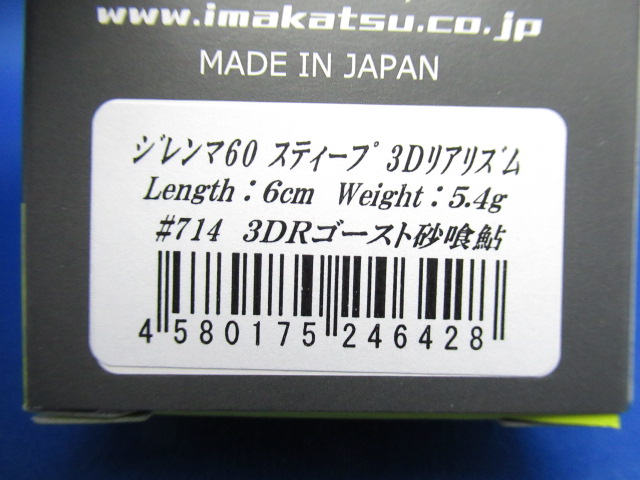 www.imakatsu.co.jp
MADE IN JAPAN
ジレンマ60 スティープ 3Dリアリズム
Length：6cm Weight：5.4g
#714 3DRゴースト砂喰鮎
4 580175 246428